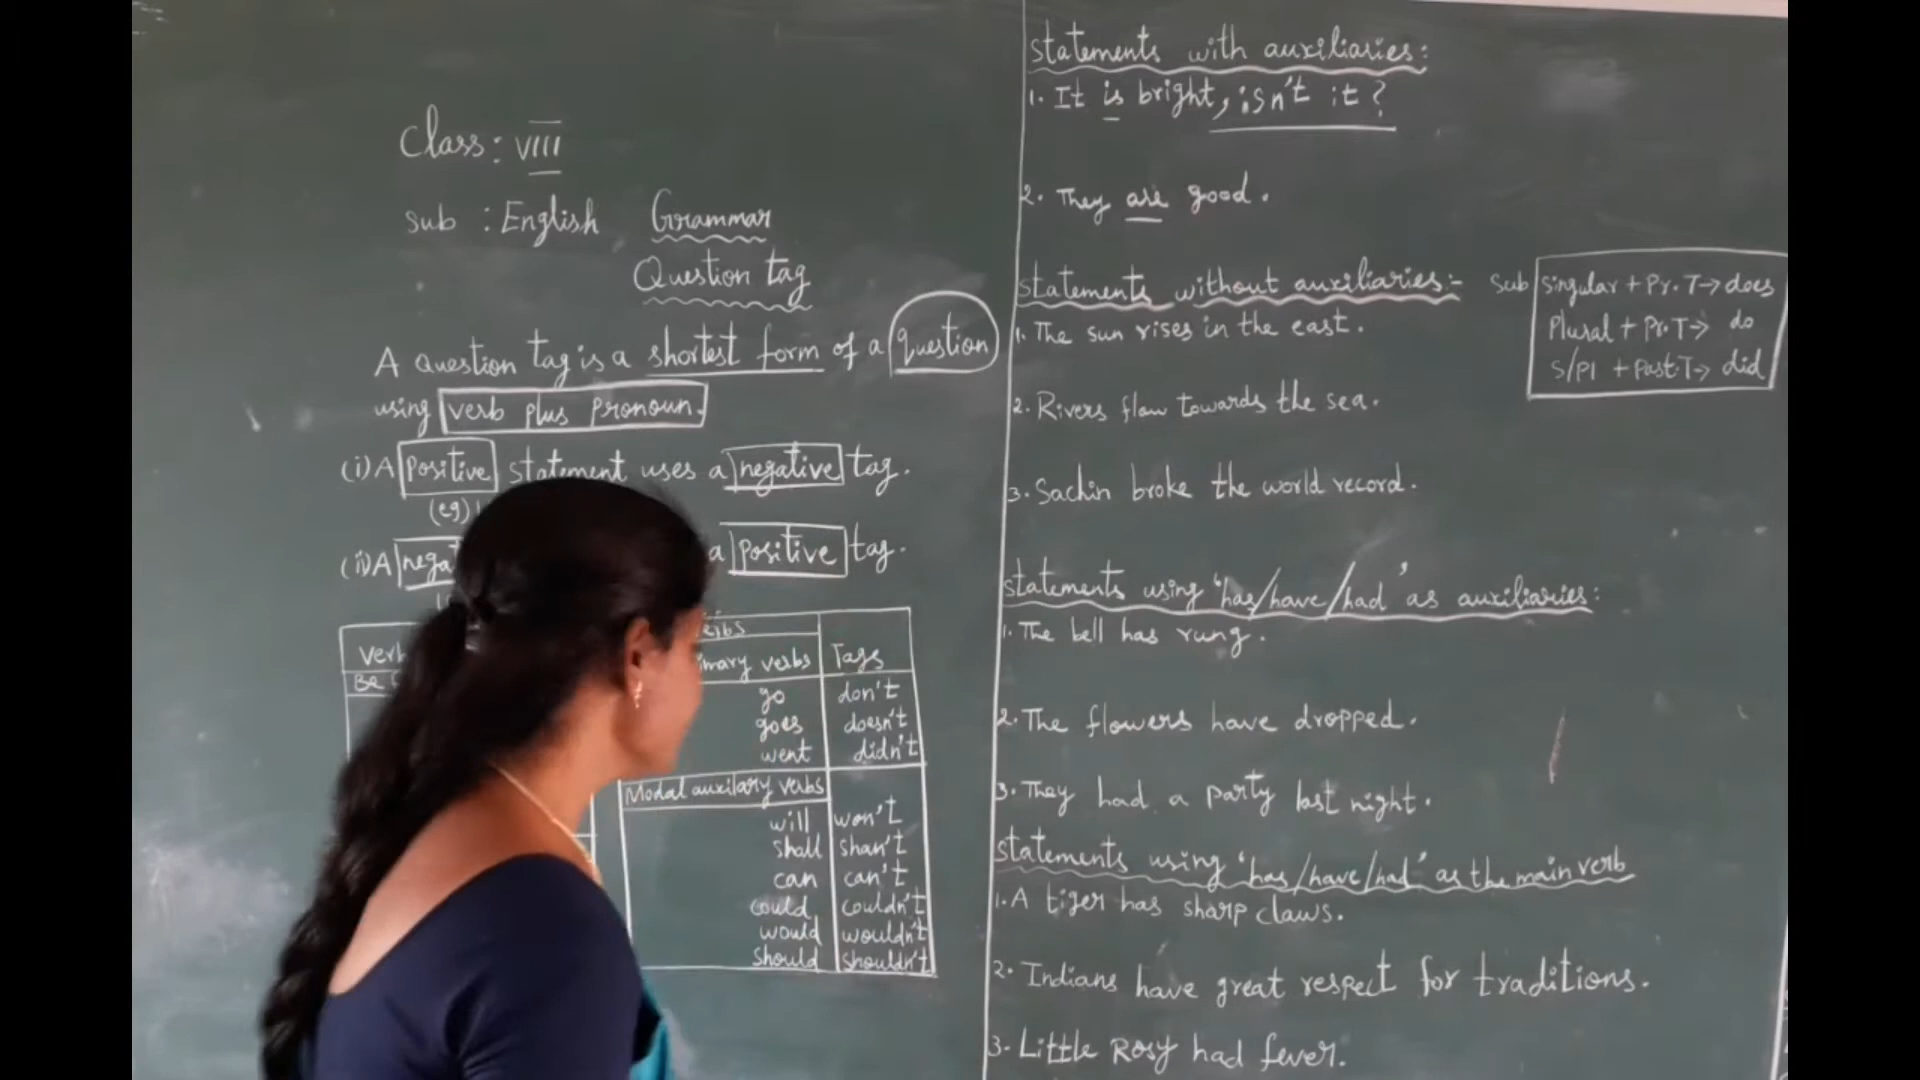 Class: VIII
Sub : English Grammar
Question tag
A Question tag is a shortest form of a question
using verb plus pronoun.
(i) A Positive statement uses a negative tag.
(eg)
(ii) A a positive tag.
Tags
verbs
go don't
goes doesn't
went didn't
Modal auxilary verbs
will won't
shall shan't
can can't
could couldn't
would wouldn't
should shouldn't
Statements with auxiliaries:
1. It is bright, isn't it?
2. They are good.
Statements without auxiliaries:-
1. The sun rises in the east.
2. Rivers flow towards the sea.
3. Sachin broke the world record.
Sub Singular + Pr.T→ does
Plural + Pr.T→ do
S/Pl + Past.T→ did
Statements using 'has/have/had' as auxiliaries:
1. The bell has rung.
2. The flowers have dropped.
3. They had a party last night.
Statements using 'has/have/had' as the main verb
1. A tiger has sharp claws.
2. Indians have great respect for traditions.
3. Little Rosy had fever.